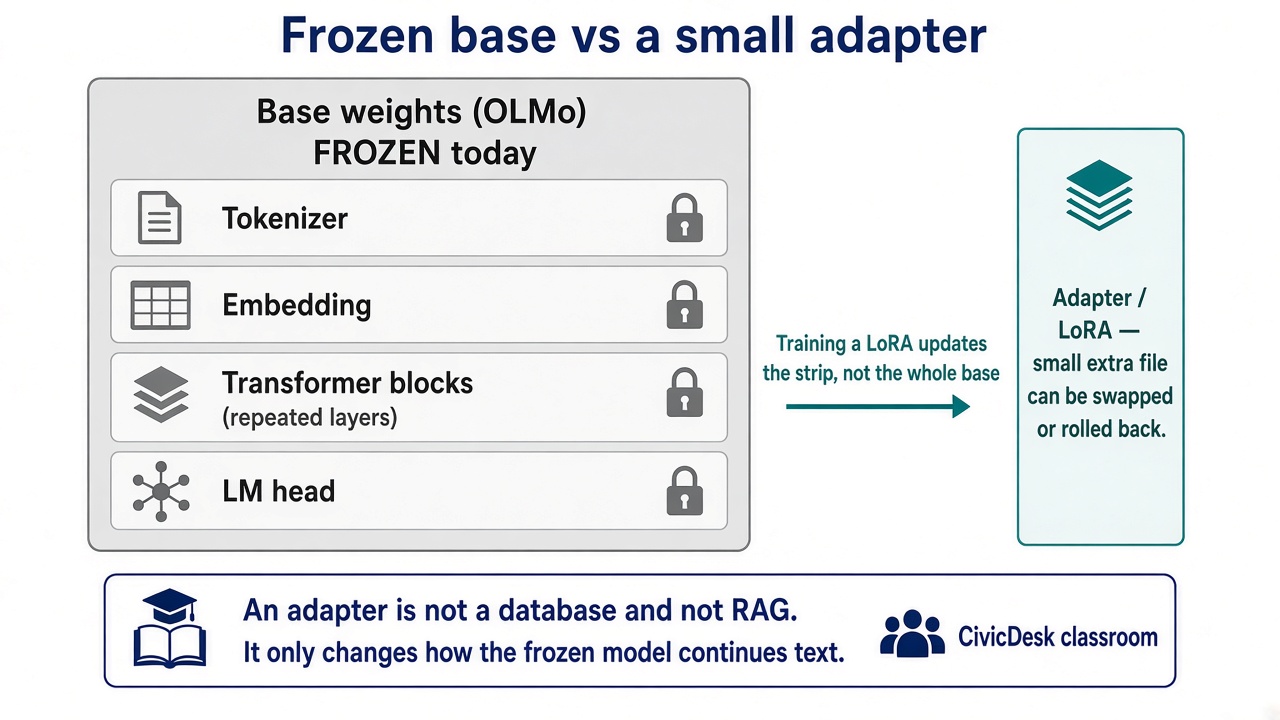 Frozen base vs a small adapter
Base weights (OLMo)
FROZEN today
Tokenizer
Embedding
Transformer blocks
(repeated layers)
LM head
Training a LoRA updates
the strip, not the whole base
Adapter /
LoRA —
small extra file
can be swapped
or rolled back.
An adapter is not a database and not RAG.
It only changes how the frozen model continues text.
CivicDesk classroom